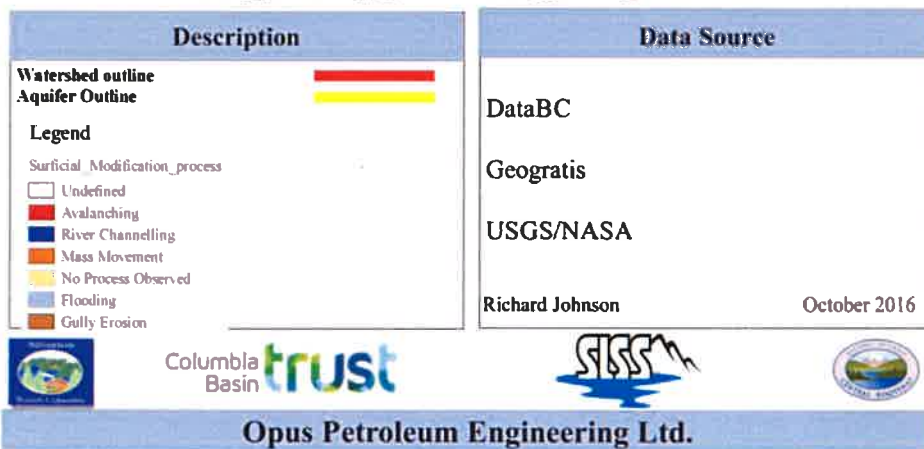 Description
Watershed outline
Aquifer Outline
Legend
Surficial_Modification_process
Undefined
Avalanching
River Channelling
Mass Movement
No Process Observed
Flooding
Gully Erosion
Data Source
DataBC
Geogratis
USGS/NASA
Richard Johnson October 2016
Columbia
Basin trust
SLSS
Opus Petroleum Engineering Ltd.